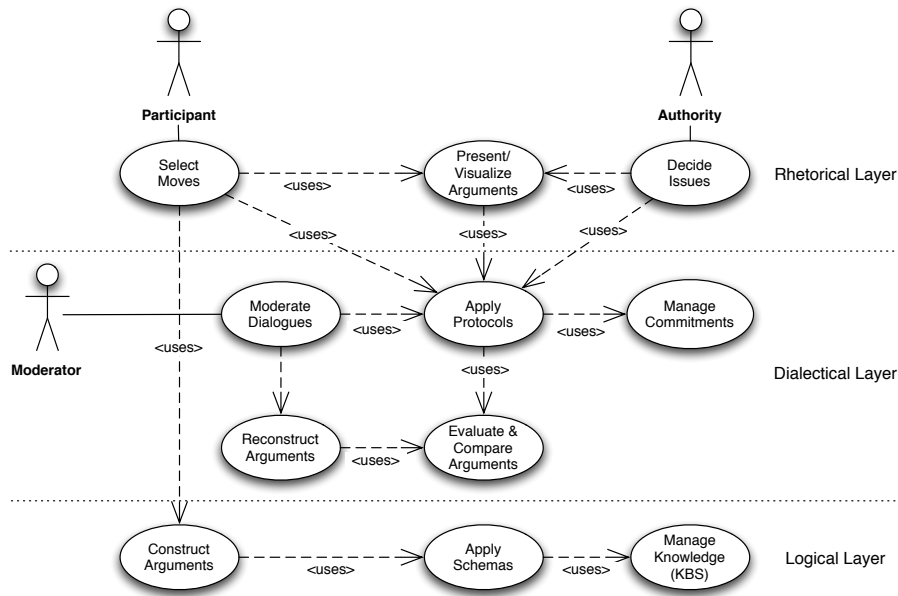 Participant
Authority
Select
Moves
<uses>
Present/
Visualize
Arguments
<uses>
Decide
Issues
Rhetorical Layer
<uses>
<uses>
<uses>
Moderator
Moderate
Dialogues
<uses>
Apply
Protocols
<uses>
Manage
Commitments
<uses>
<uses>
Dialectical Layer
Reconstruct
Arguments
<uses>
Evaluate &
Compare
Arguments
Construct
Arguments
<uses>
Apply
Schemas
<uses>
Manage
Knowledge
(KBS)
Logical Layer